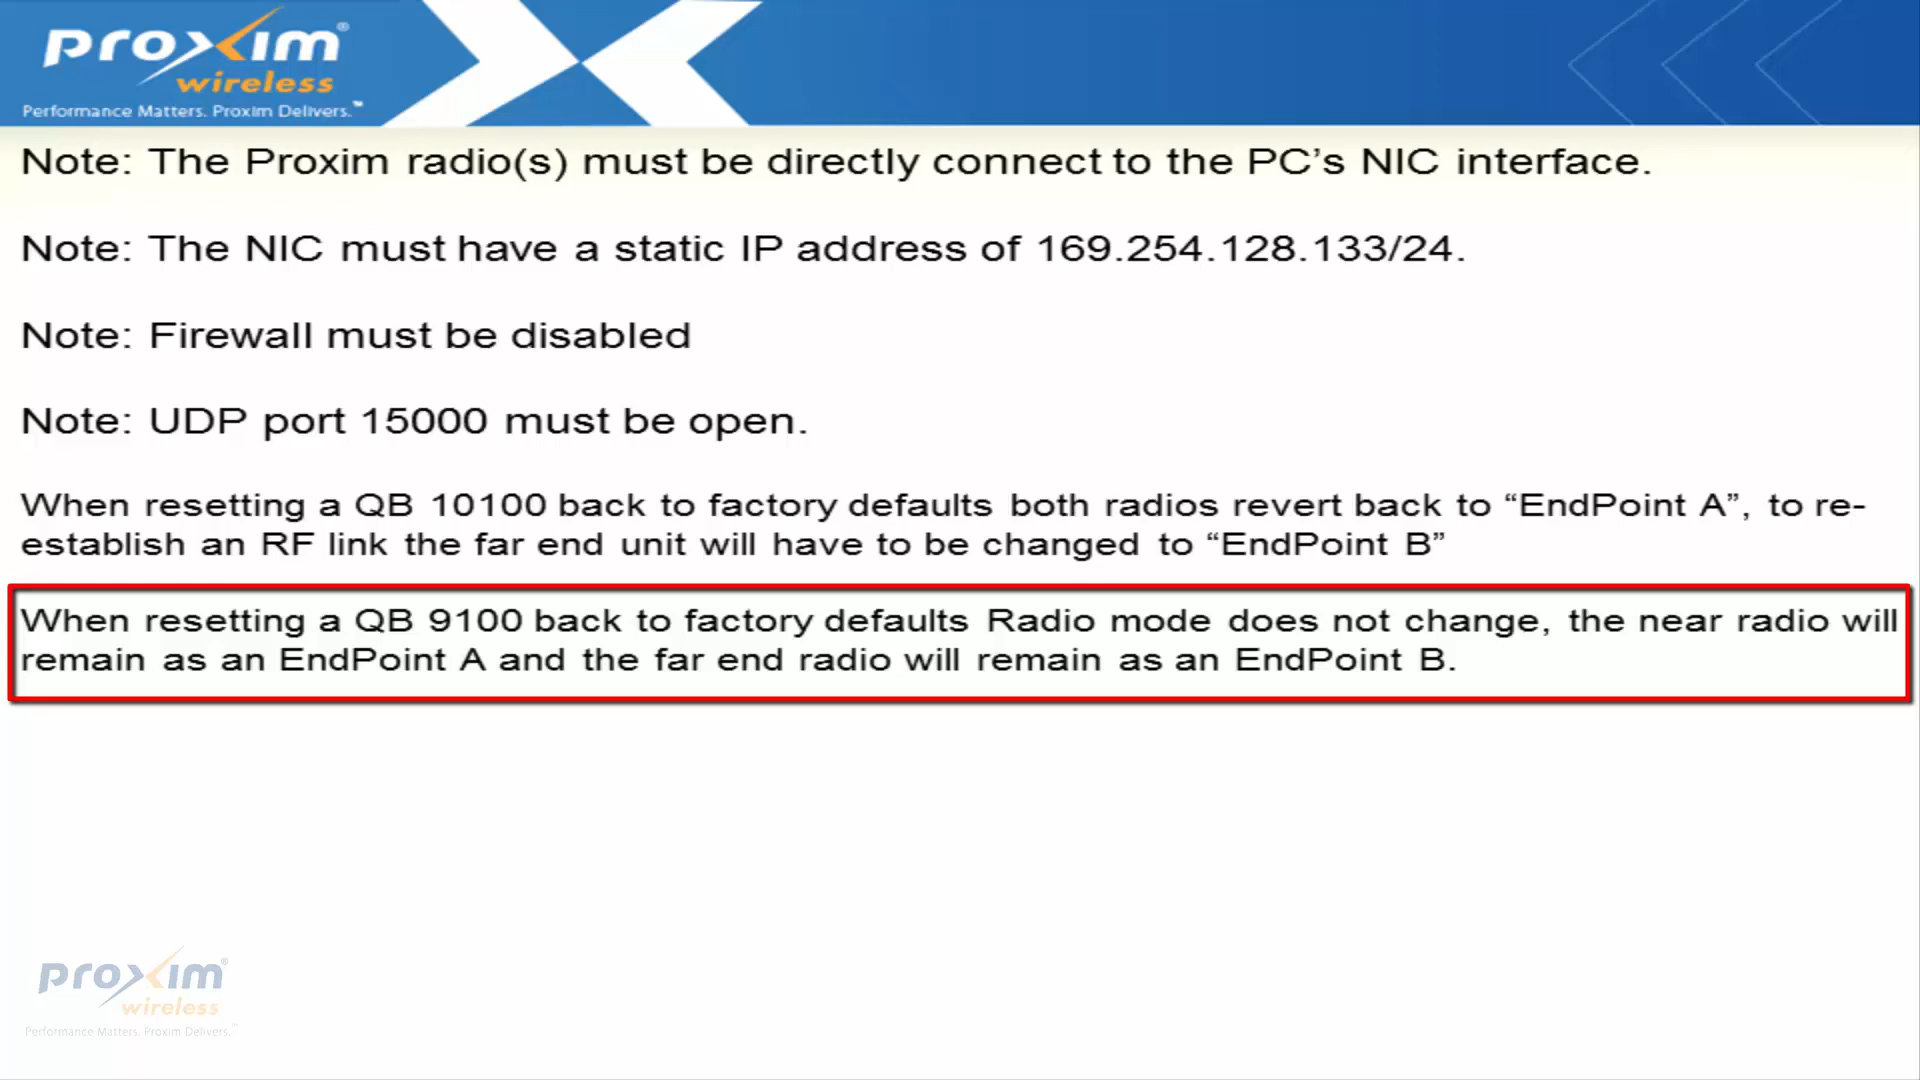 proxim®
wireless
Performance Matters. Proxim Delivers.™
Note: The Proxim radio(s) must be directly connect to the PC’s NIC interface.
Note: The NIC must have a static IP address of 169.254.128.133/24.
Note: Firewall must be disabled
Note: UDP port 15000 must be open.
When resetting a QB 10100 back to factory defaults both radios revert back to “EndPoint A”, to re-
establish an RF link the far end unit will have to be changed to “EndPoint B”
When resetting a QB 9100 back to factory defaults Radio mode does not change, the near radio will
remain as an EndPoint A and the far end radio will remain as an EndPoint B.
proxim®
wireless
Performance Matters. Proxim Delivers.™